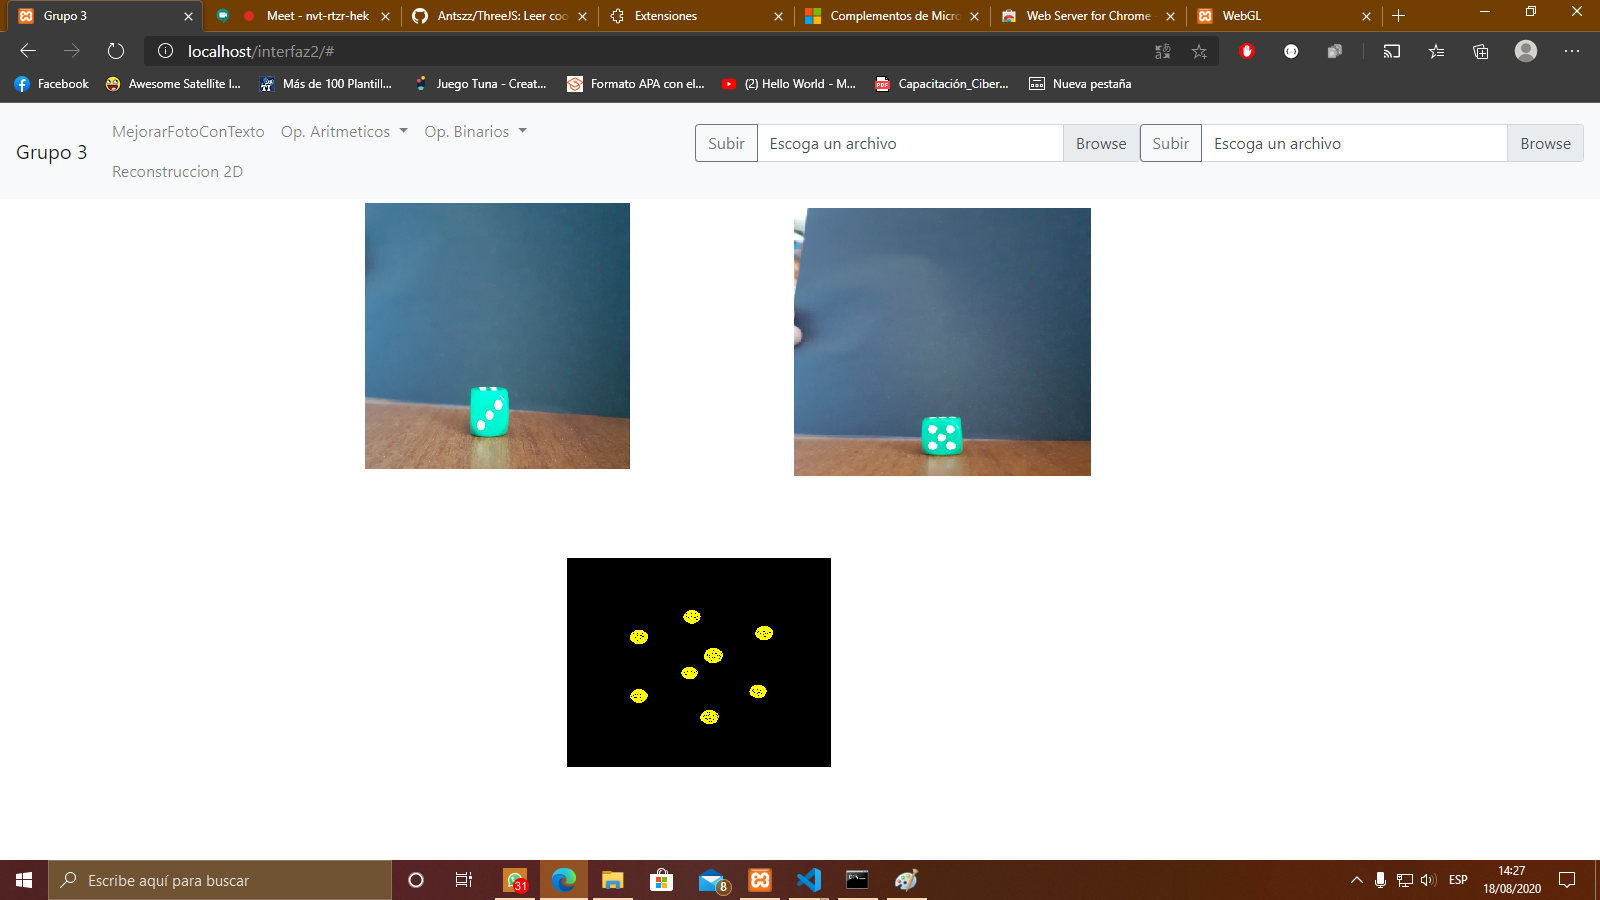 Grupo 3
Meet - nvt-rtzr-hek
Antszz/ThreeJS: Leer coo
Extensiones
Complementos de Micro
Web Server for Chrome -
WebGL
localhost/interfaz2/#
Facebook
Awesome Satellite I...
Más de 100 Plantill...
Juego Tuna - Creat...
Formato APA con el...
(2) Hello World - M...
PDF
Capacitación_Ciber...
Nueva pestaña
Grupo 3
MejorarFotoConTexto
Op. Aritmeticos
Op. Binarios
Reconstruccion 2D
Subir
Escoga un archivo
Browse
Subir
Escoga un archivo
Browse
Escribe aquí para buscar
31
8
ESP
14:27
18/08/2020